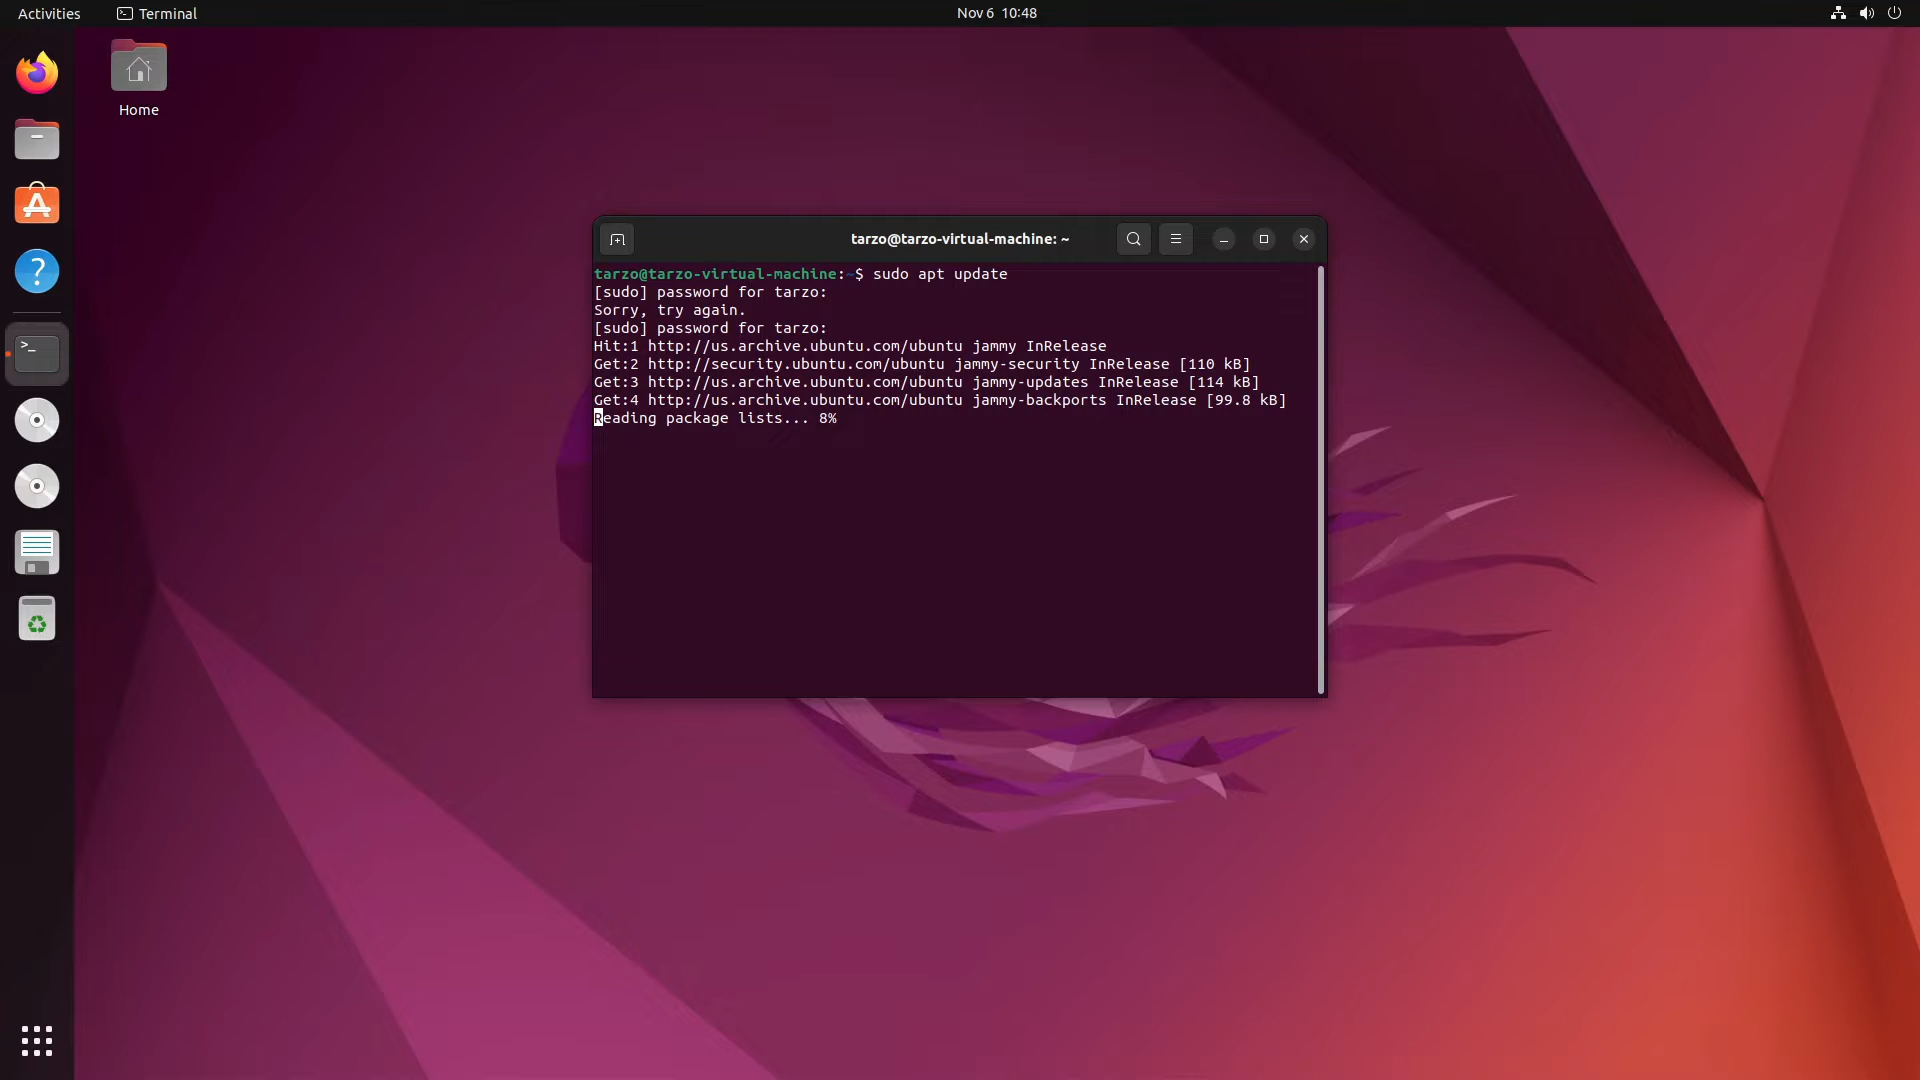 Activities
Terminal
Nov 6 10:48
Home
tarzo@tarzo-virtual-machine: ~
tarzo@tarzo-virtual-machine:~$ sudo apt update
[sudo] password for tarzo:
Sorry, try again.
[sudo] password for tarzo:
Hit:1 http://us.archive.ubuntu.com/ubuntu jammy InRelease
Get:2 http://security.ubuntu.com/ubuntu jammy-security InRelease [110 kB]
Get:3 http://us.archive.ubuntu.com/ubuntu jammy-updates InRelease [114 kB]
Get:4 http://us.archive.ubuntu.com/ubuntu jammy-backports InRelease [99.8 kB]
Reading package lists... 8%